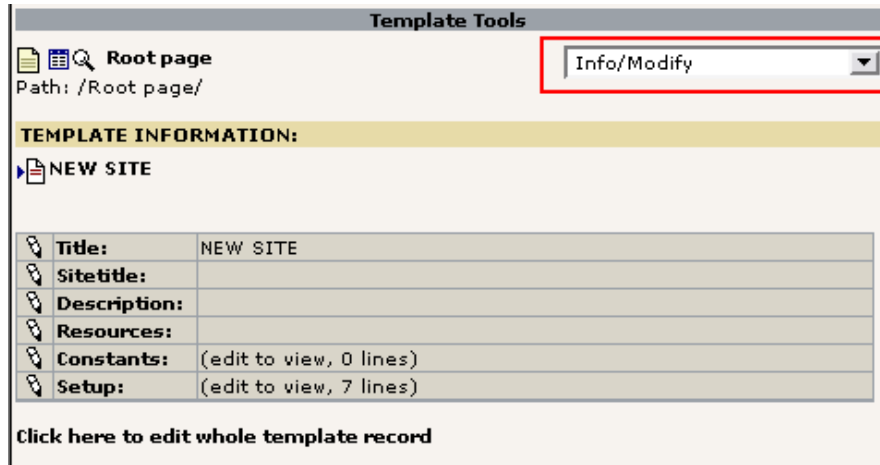 Template Tools
Root page
Info/Modify
Path: /Root page/
TEMPLATE INFORMATION:
NEW SITE
Title: NEW SITE
Sitetitle:
Description:
Resources:
Constants: (edit to view, 0 lines)
Setup: (edit to view, 7 lines)
Click here to edit whole template record